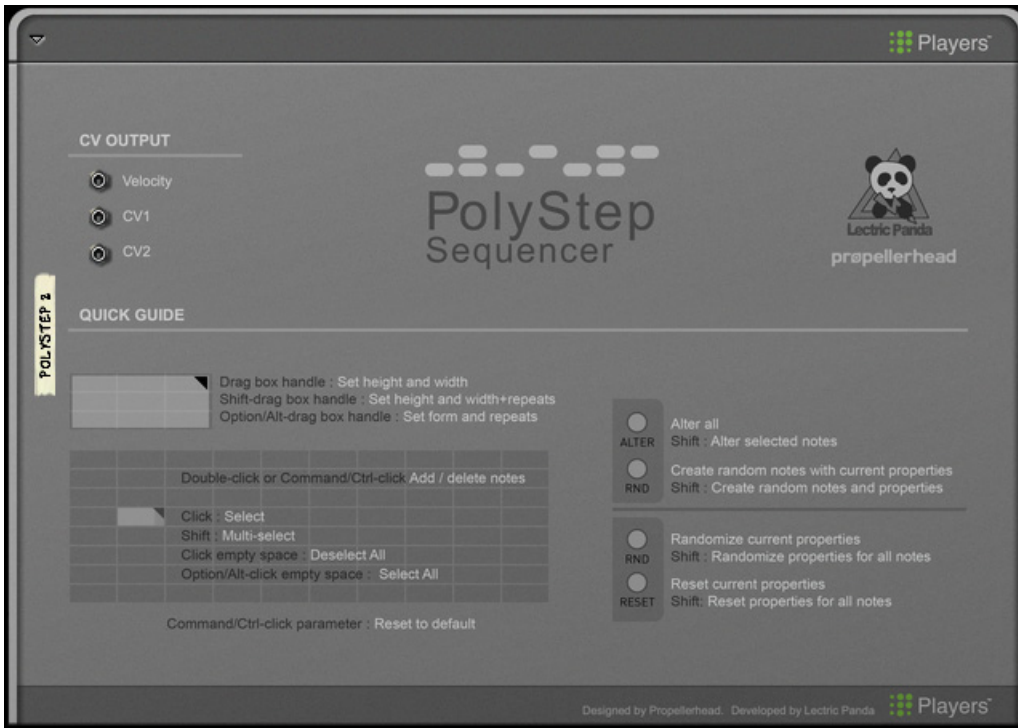 Players
CV OUTPUT
Velocity
CV1
CV2
PolyStep
Sequencer
Lectric Panda
prøpellerhead
POLYSTEP 2
QUICK GUIDE
Drag box handle : Set height and width
Shift-drag box handle : Set height and width+repeats
Option/Alt-drag box handle : Set form and repeats
Double-click or Command/Ctrl-click Add / delete notes
Click : Select
Shift : Multi-select
Click empty space : Deselect All
Option/Alt-click empty space : Select All
Command/Ctrl-click parameter : Reset to default
ALTER
Alter all
Shift : Alter selected notes
RND
Create random notes with current properties
Shift : Create random notes and properties
RND
Randomize current properties
Shift : Randomize properties for all notes
RESET
Reset current properties
Shift: Reset properties for all notes
Designed by Propellerhead. Developed by Lectric Panda
Players